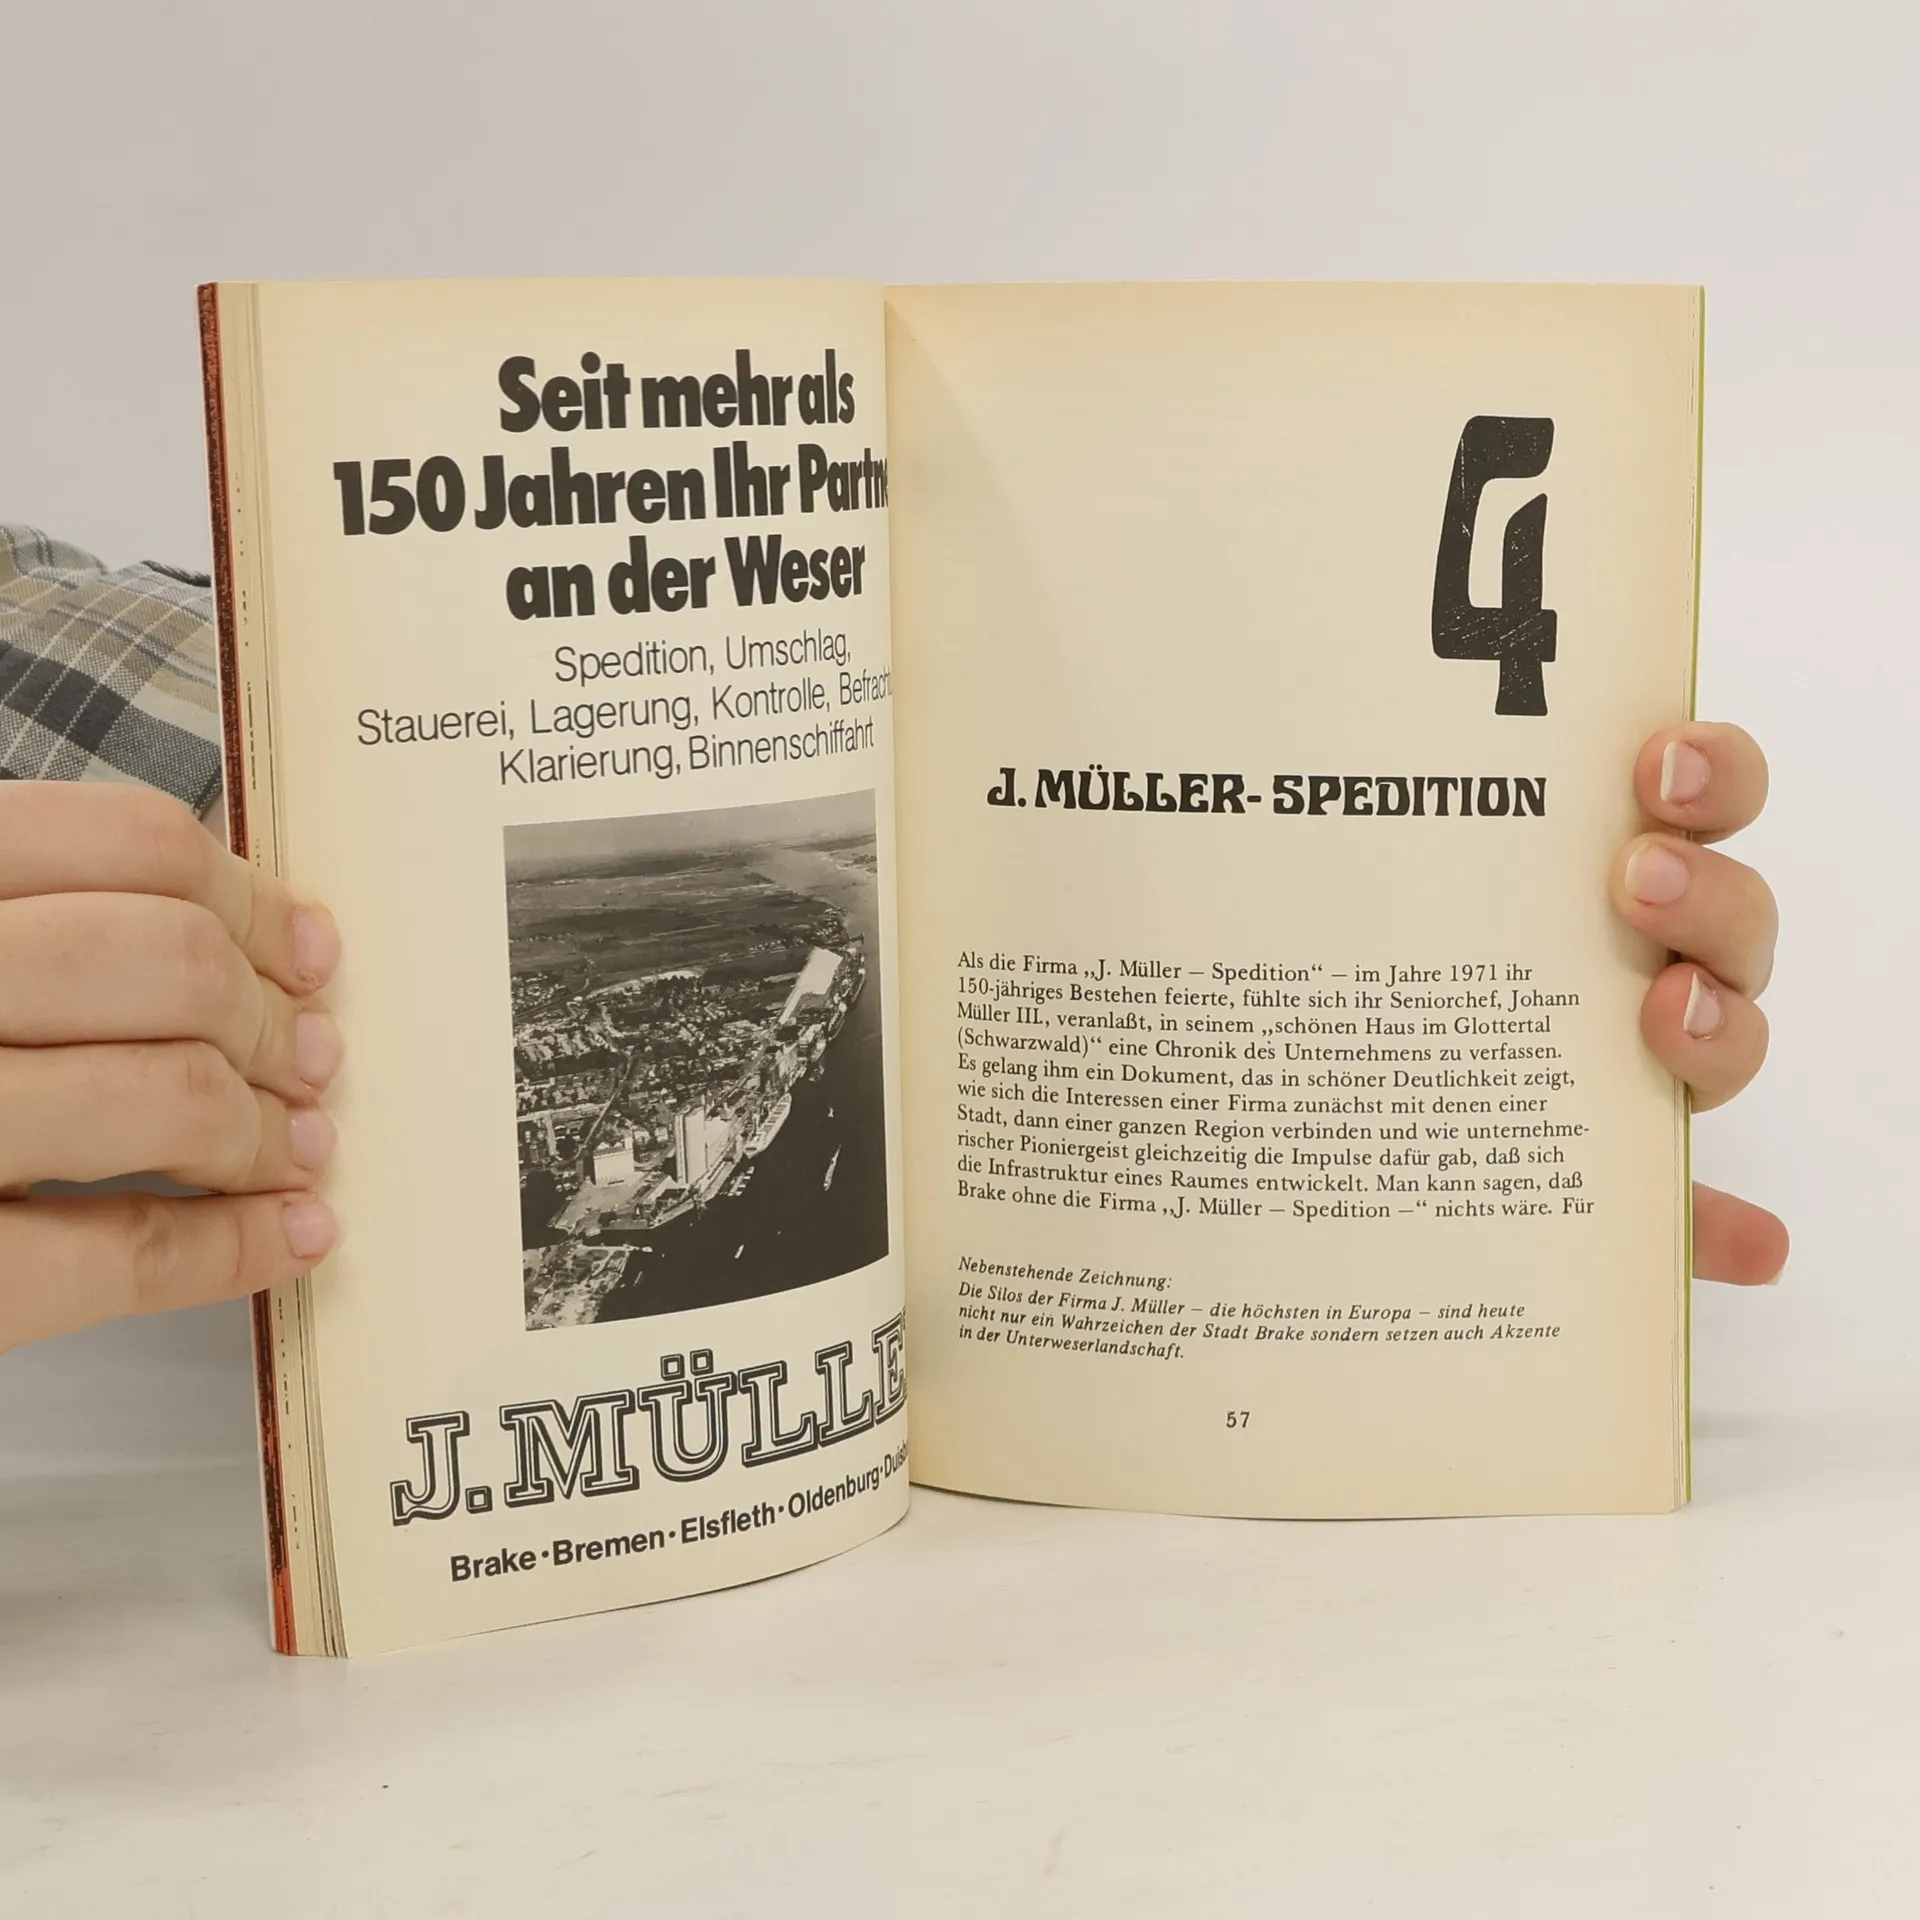 Seit mehr als
150 Jahren Ihr
an der Weser
Spedition, Umschlag,
Stauerei, Lagerung, Kontrolle,
Klarierung, Binnenschiffahrt
J. MÜLLE
Brake · Bremen · Elsfleth · Oldenburg ·
4
J. MÜLLER - SPEDITION
Als die Firma „J. Müller — Spedition“ — im Jahre 1971 ihr
150-jähriges Bestehen feierte, fühlte sich ihr Seniorchef, Johann
Müller III., veranlaßt, in seinem „schönen Haus im Glottertal
(Schwarzwald)“ eine Chronik des Unternehmens zu verfassen.
Es gelang ihm ein Dokument, das in schöner Deutlichkeit zeigt,
wie sich die Interessen einer Firma zunächst mit denen einer
Stadt, dann einer ganzen Region verbinden und wie unternehme-
rischer Pioniergeist gleichzeitig die Impulse dafür gab, daß sich
die Infrastruktur eines Raumes entwickelt. Man kann sagen, daß
Brake ohne die Firma „J. Müller — Spedition —“ nichts wäre. Für
Nebenstehende Zeichnung:
Die Silos der Firma J. Müller — die höchsten in Europa — sind heute
nicht nur ein Wahrzeichen der Stadt Brake sondern setzen auch Akzente
in der Unterweserlandschaft.
57